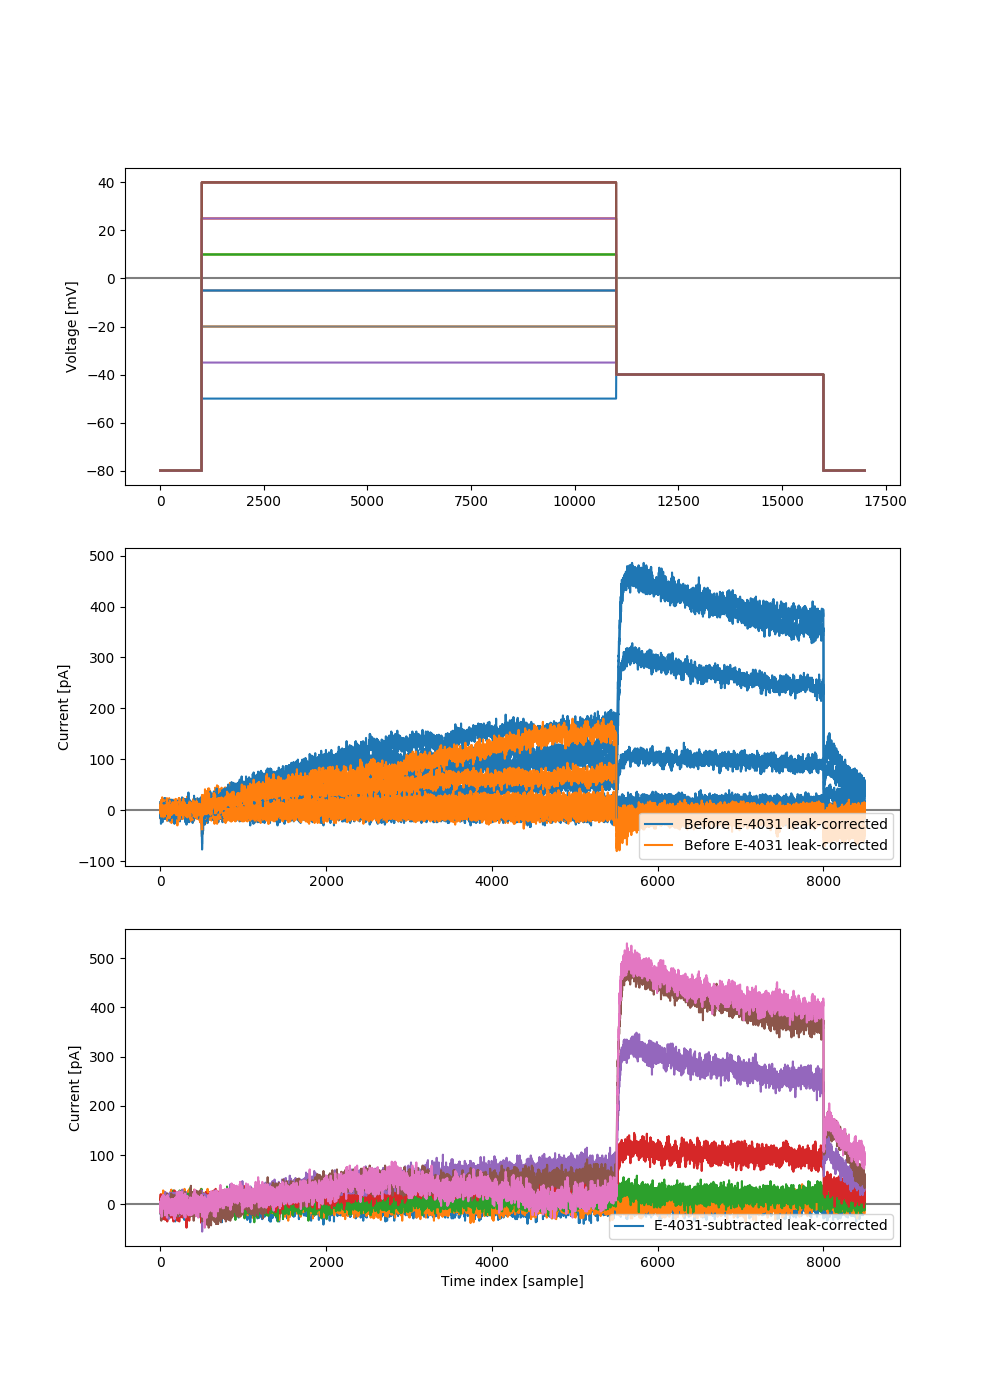 40
20
0
−20
−40
−60
−80
Voltage [mV]
0 2500 5000 7500 10000 12500 15000 17500
500
400
300
200
100
0
−100
Current [pA]
Before E-4031 leak-corrected
Before E-4031 leak-corrected
0 2000 4000 6000 8000
500
400
300
200
100
0
Current [pA]
E-4031-subtracted leak-corrected
0 2000 4000 6000 8000
Time index [sample]